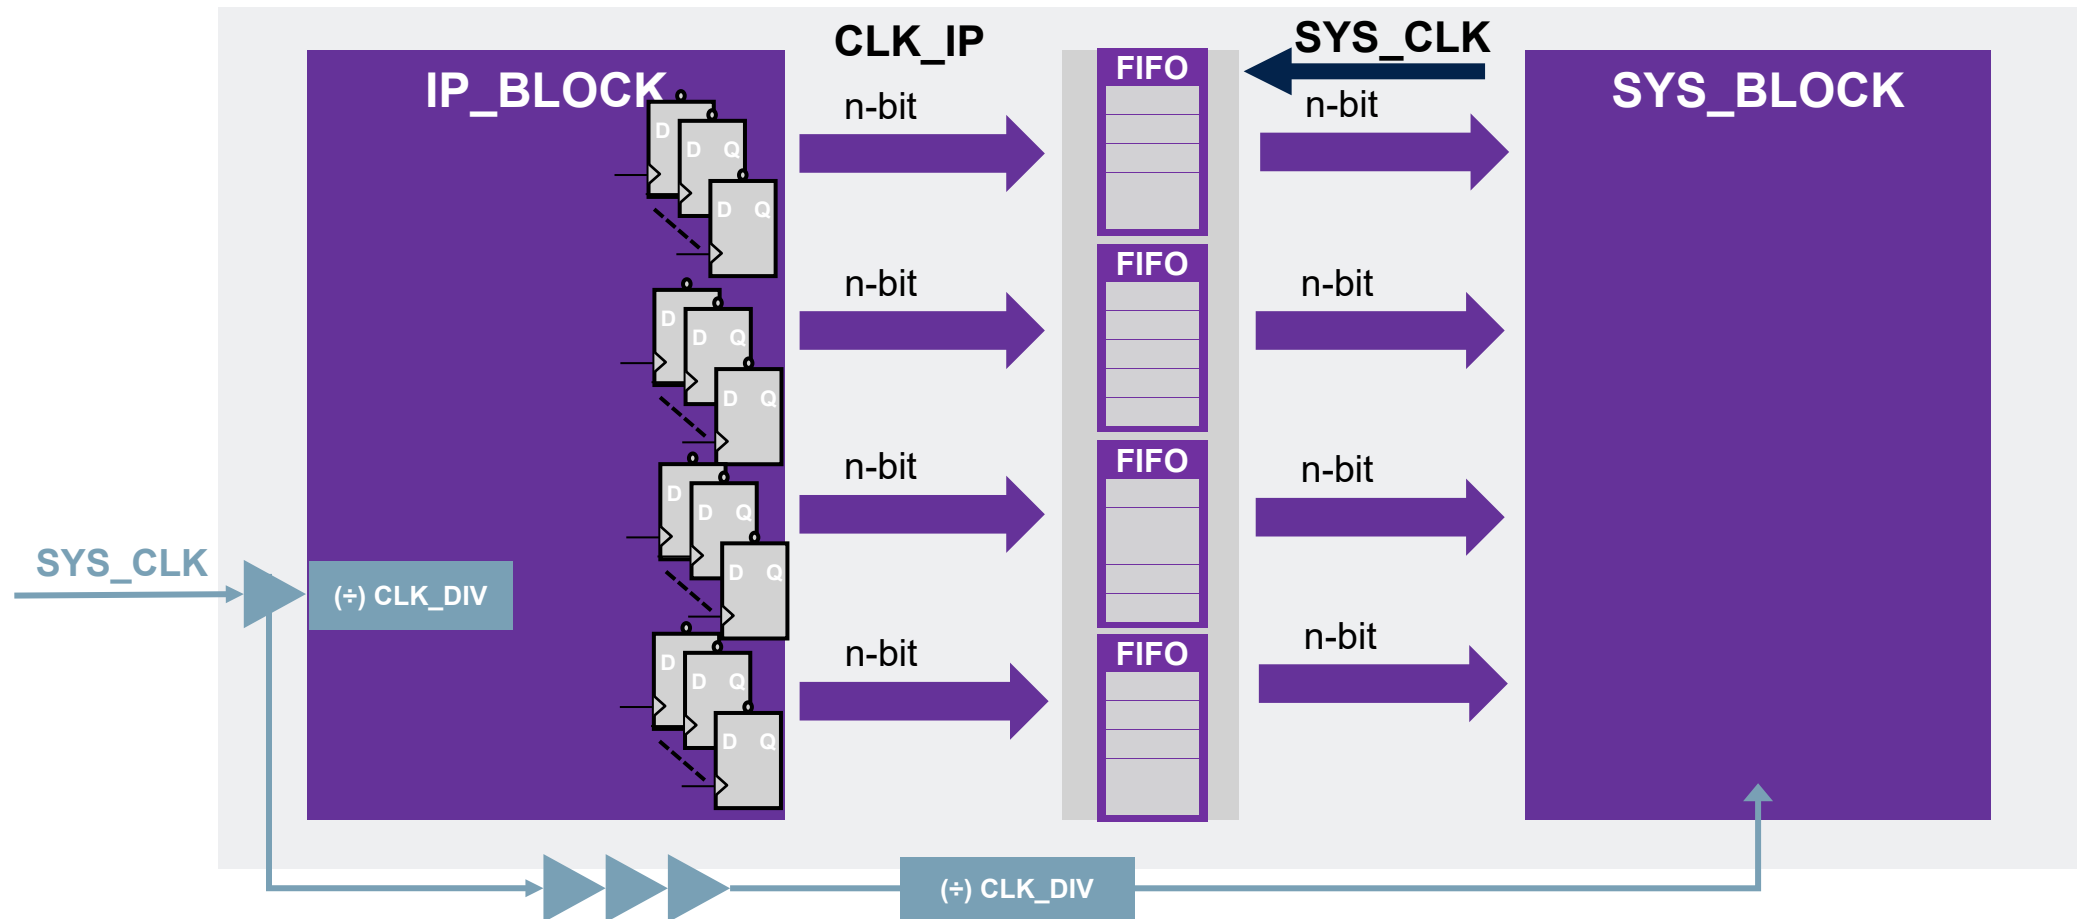 CLK_IP
SYS_CLK
IP_BLOCK
FIFO
SYS_BLOCK
n-bit
n-bit
D
D Q
D Q
FIFO
n-bit
n-bit
D
D Q
D Q
FIFO
n-bit
n-bit
D
D Q
D Q
SYS_CLK
(÷) CLK_DIV
FIFO
n-bit
n-bit
D
D Q
D Q
(÷) CLK_DIV